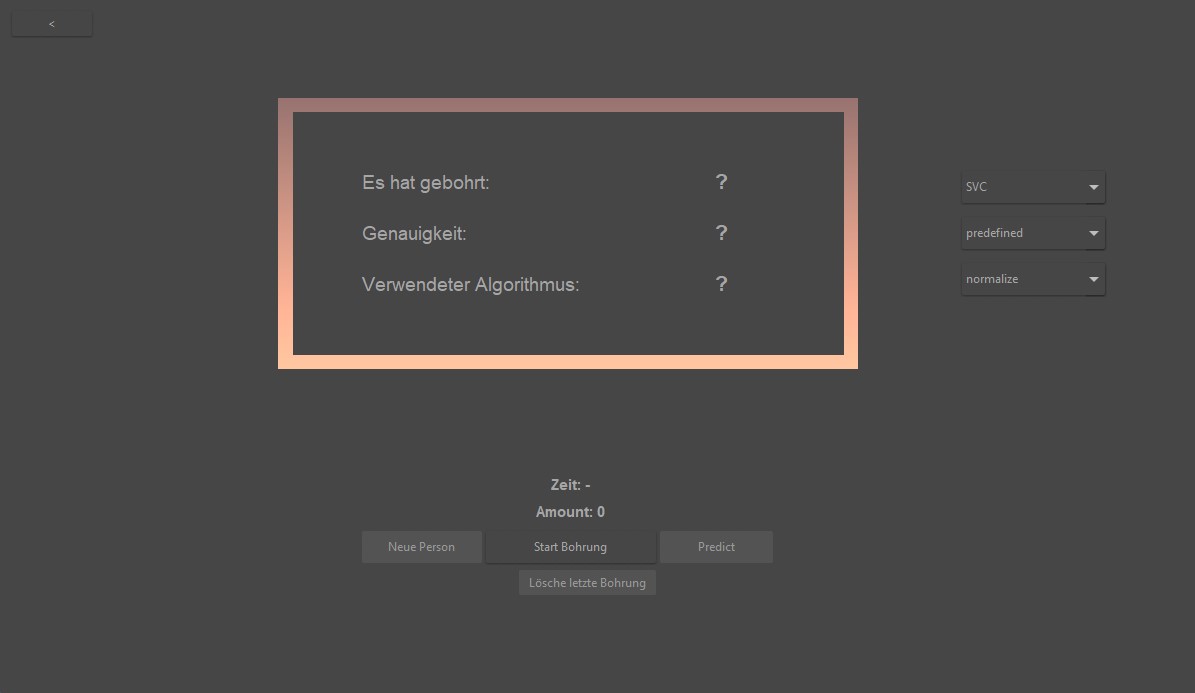 <
Es hat gebohrt: ?
Genauigkeit: ?
Verwendeter Algorithmus: ?
SVC
predefined
normalize
Zeit: -
Amount: 0
Neue Person Start Bohrung Predict
Lösche letzte Bohrung